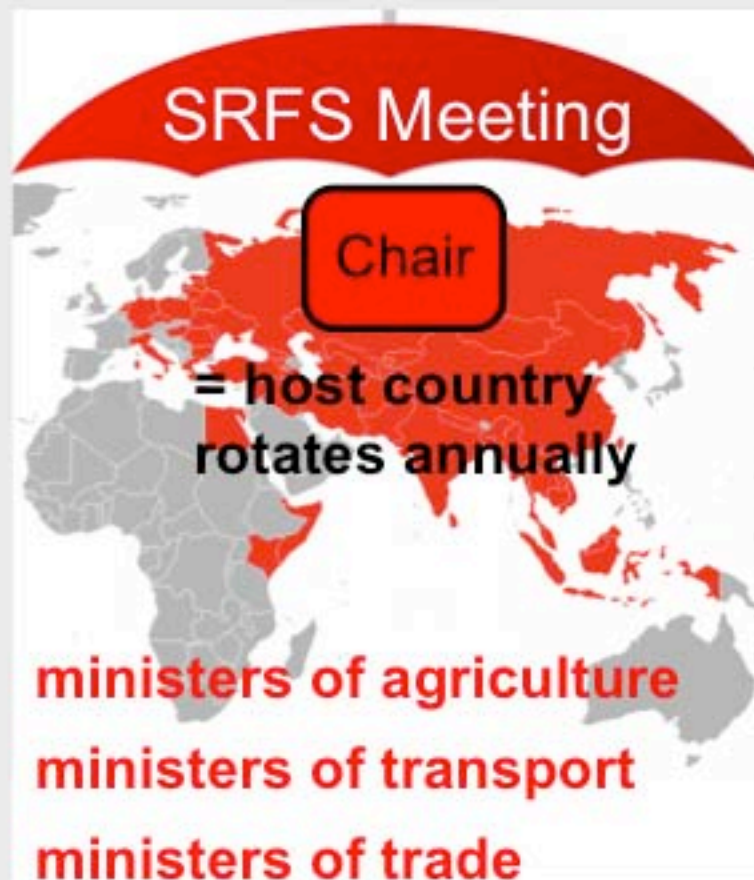 SRFS Meeting
Chair
= host country
rotates annually
ministers of agriculture
ministers of transport
ministers of trade